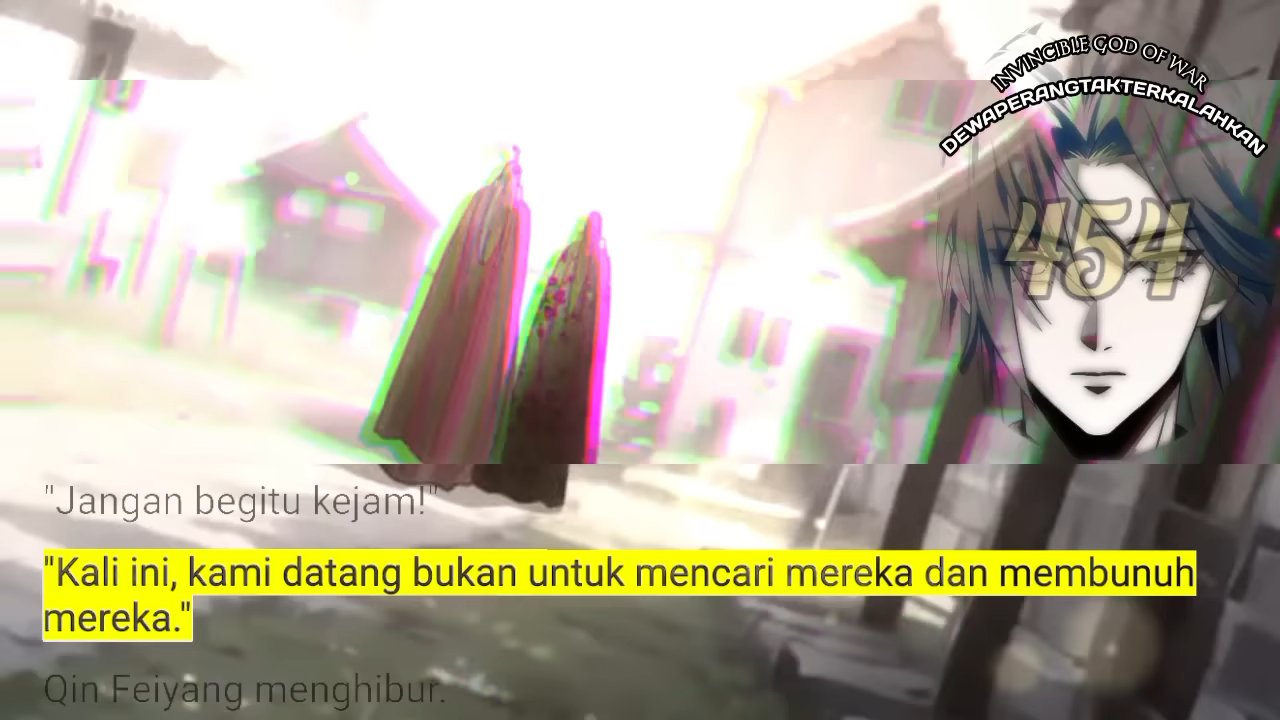 INVINCIBLE GOD OF WAR
DEWAPERANGTAKTERKALAHKAN
454
"Jangan begitu kejam!"
"Kali ini, kami datang bukan untuk mencari mereka dan membunuh
mereka."
Qin Feiyang menghibur.